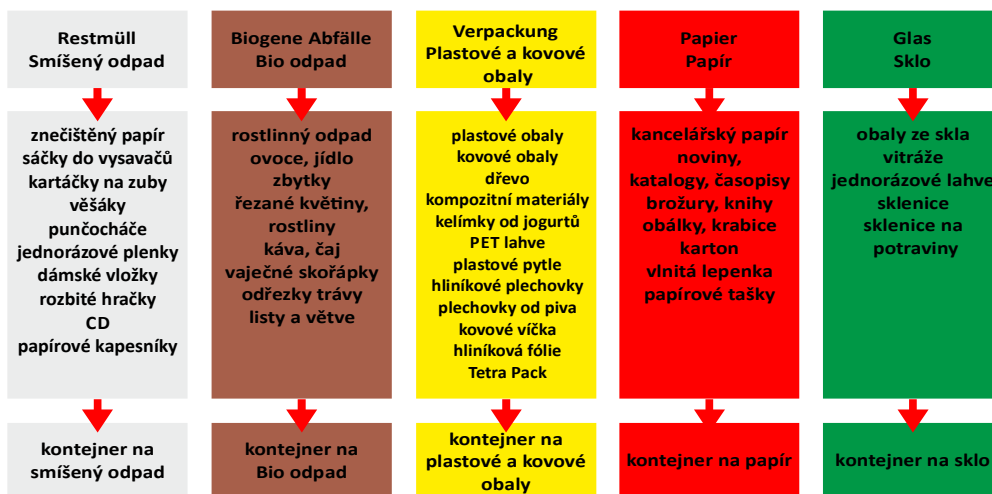 Restmüll
Smíšený odpad
znečištěný papír
sáčky do vysavačů
kartáčky na zuby
věšáky
punčocháče
jednorázové plenky
dámské vložky
rozbité hračky
CD
papírové kapesníky
kontejner na
smíšený odpad
Biogene Abfälle
Bio odpad
rostlinný odpad
ovoce, jídlo
zbytky
řezané květiny,
rostliny
káva, čaj
vaječné skořápky
odřezky trávy
listy a větve
kontejner na
Bio odpad
Verpackung
Plastové a kovové
obaly
plastové obaly
kovové obaly
dřevo
kompozitní materiály
kelímky od jogurtů
PET lahve
plastové pytle
hliníkové plechovky
plechovky od piva
kovové víčka
hliníková fólie
Tetra Pack
kontejner na
plastové a kovové
obaly
Papier
Papír
kancelářský papír
noviny,
katalogy, časopisy
brožury, knihy
obálky, krabice
karton
vlnitá lepenka
papírové tašky
kontejner na papír
Glas
Sklo
obaly ze skla
vitráže
jednorázové lahve
sklenice
sklenice na
potraviny
kontejner na sklo